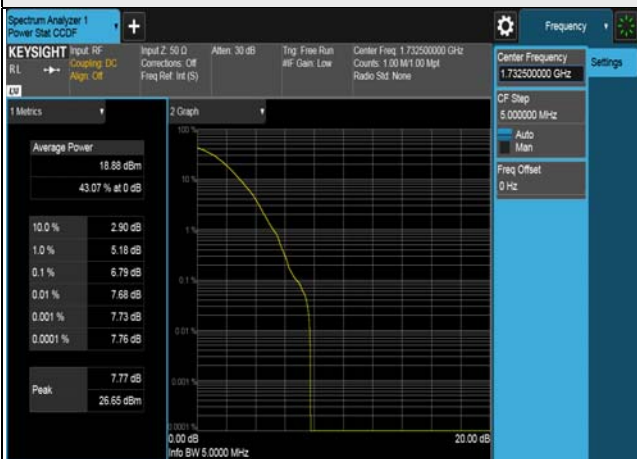 Spectrum Analyzer 1
Power Stat CCDF
Frequency
KEYSIGHT
Input: RF
Coupling: DC
Align: Off
Input Z: 50 Ω
Corrections: Off
Freq Ref: Int (S)
Atten: 30 dB
Trig: Free Run
#IF Gain: Low
Center Freq: 1.732500000 GHz
Counts: 1.00 M/1.00 Mpt
Radio Std: None
RL
LU
1 Metrics
Average Power
18.88 dBm
43.07 % at 0 dB
10.0 % 2.90 dB
1.0 % 5.18 dB
0.1 % 6.79 dB
0.01 % 7.68 dB
0.001 % 7.73 dB
0.0001 % 7.76 dB
Peak
7.77 dB
26.65 dBm
2 Graph
100 %
10 %
1 %
0.1 %
0.01 %
0.001 %
0.0001 %
0.00 dB
20.00 dB
Info BW 5.0000 MHz
Center Frequency
1.732500000 GHz
Settings
CF Step
5.000000 MHz
Auto
Man
Freq Offset
0 Hz